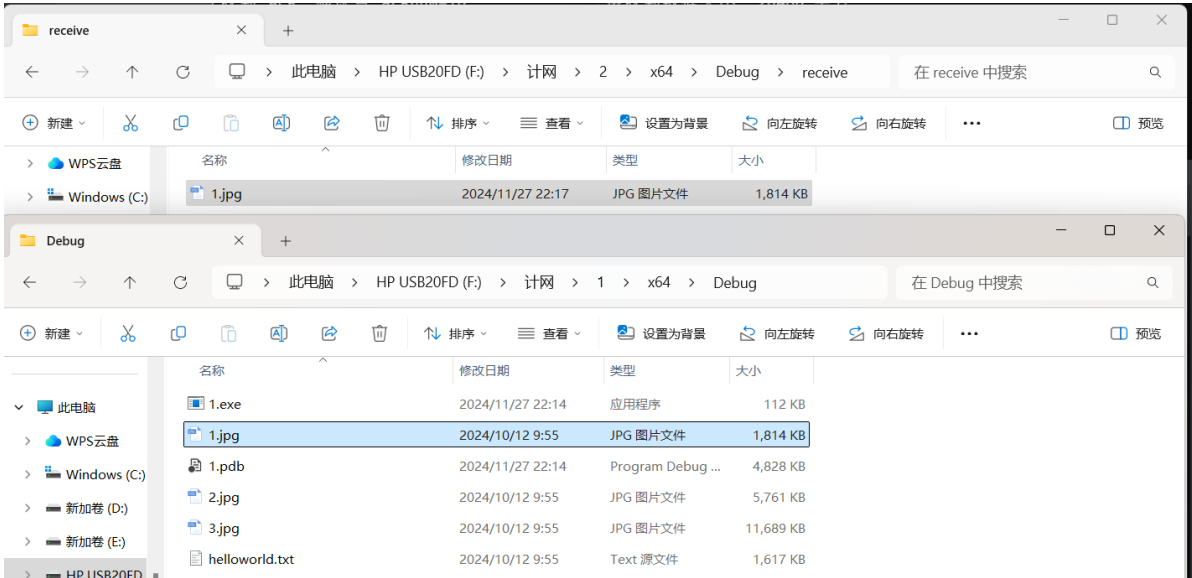 receive
此电脑 > HP USB20FD (F:) > 计网 > 2 > x64 > Debug > receive 在 receive 中搜索
新建 排序 查看 设置为背景 向左旋转 向右旋转 ... 预览
WPS云盘 名称 修改日期 类型 大小
Windows (C:) 1.jpg 2024/11/27 22:17 JPG 图片文件 1,814 KB
Debug
此电脑 > HP USB20FD (F:) > 计网 > 1 > x64 > Debug 在 Debug 中搜索
新建 排序 查看 设置为背景 向左旋转 向右旋转 ... 预览
名称 修改日期 类型 大小
此电脑 1.exe 2024/11/27 22:14 应用程序 112 KB
WPS云盘 1.jpg 2024/10/12 9:55 JPG 图片文件 1,814 KB
Windows (C:) 1.pdb 2024/11/27 22:14 Program Debug ... 4,828 KB
新加卷 (D:) 2.jpg 2024/10/12 9:55 JPG 图片文件 5,761 KB
新加卷 (E:) 3.jpg 2024/10/12 9:55 JPG 图片文件 11,689 KB
HP USB20FD helloworld.txt 2024/10/12 9:55 Text 源文件 1,617 KB